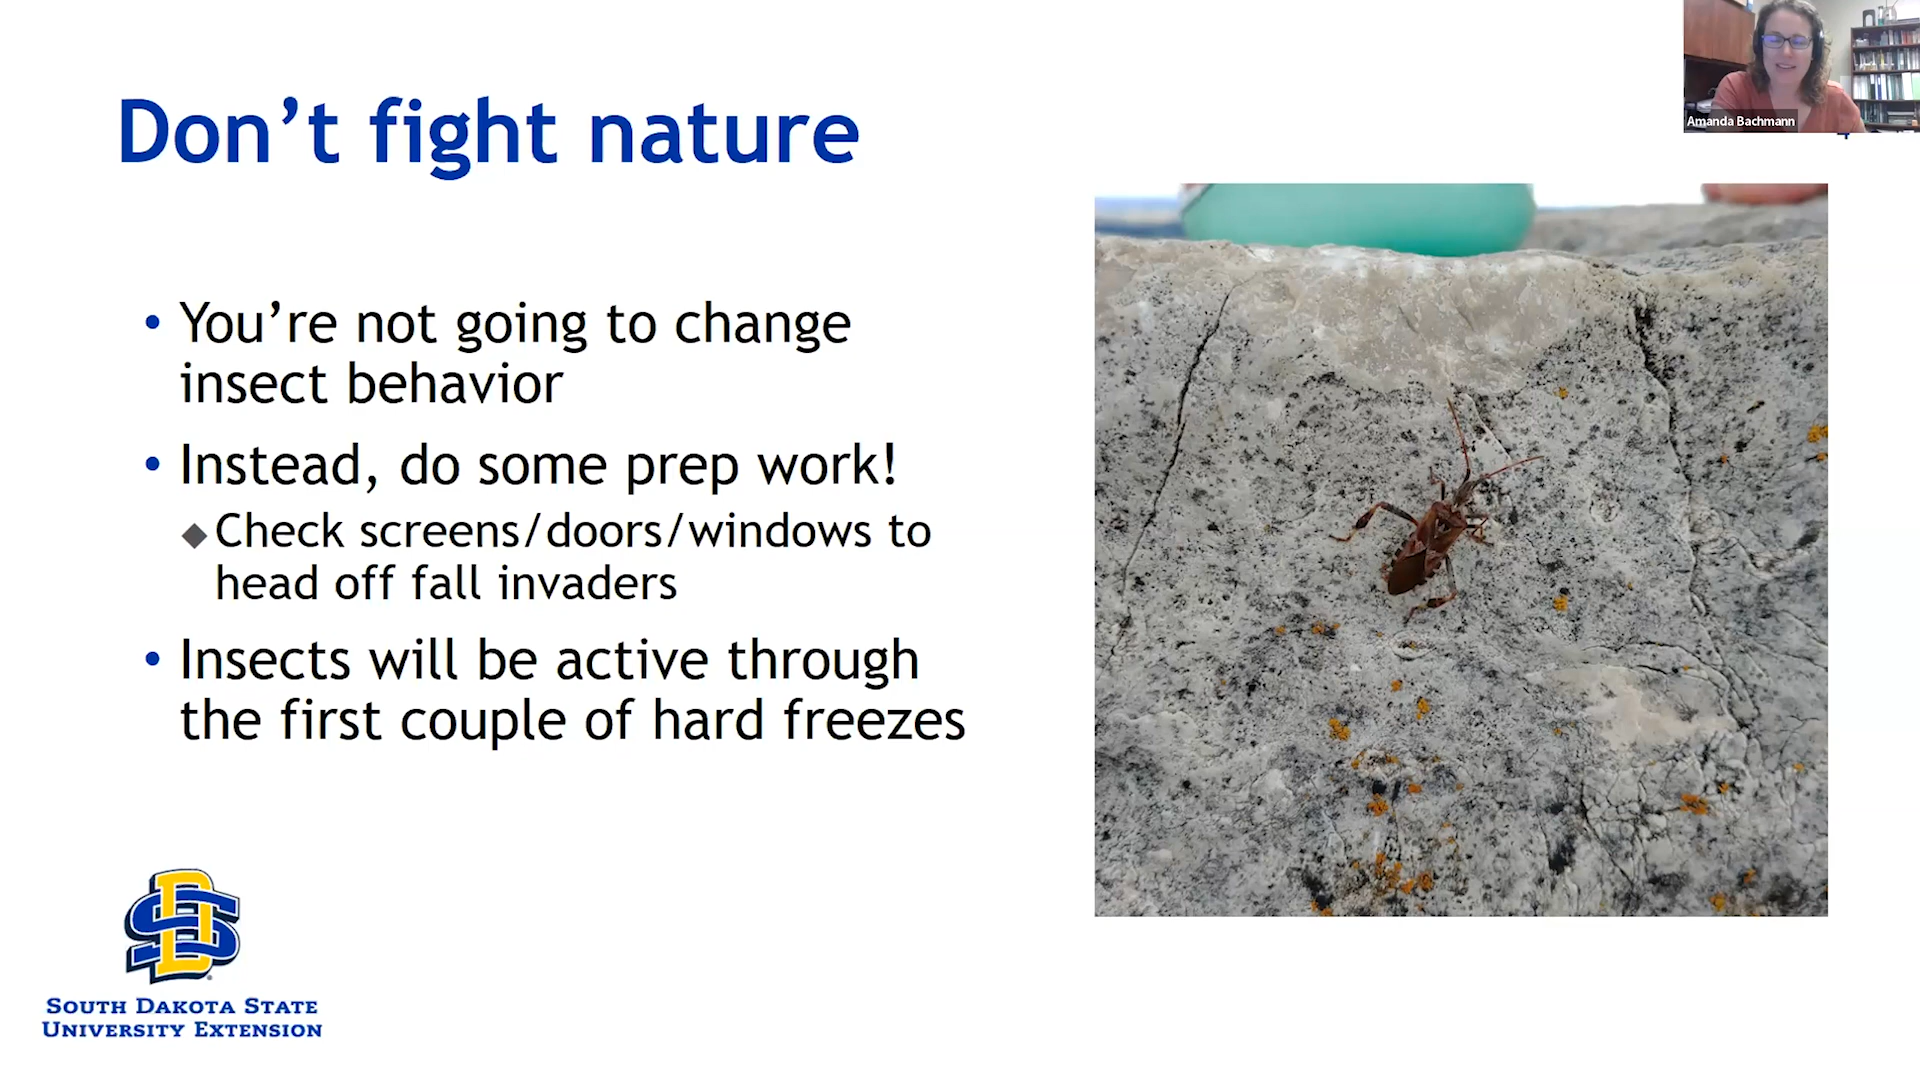 Don’t fight nature
Amanda Bachmann
• You’re not going to change
insect behavior
• Instead, do some prep work!
◆ Check screens/doors/windows to
head off fall invaders
• Insects will be active through
the first couple of hard freezes
SOUTH DAKOTA STATE
UNIVERSITY EXTENSION